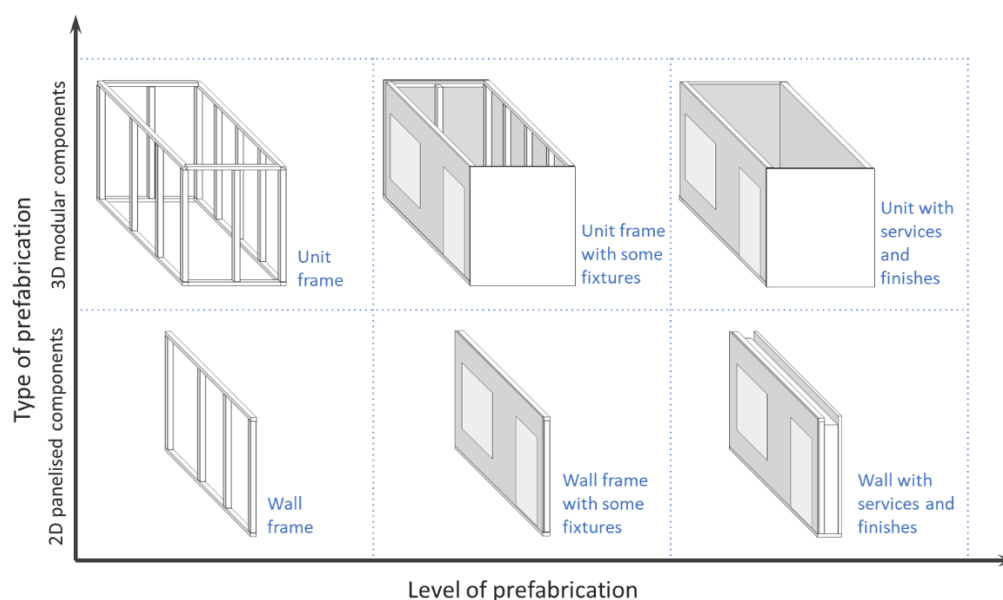 Type of prefabrication
3D modular components
Unit
frame
Unit frame
with some
fixtures
Unit with
services
and
finishes
2D panelised components
Wall
frame
Wall frame
with some
fixtures
Wall with
services and
finishes
Level of prefabrication